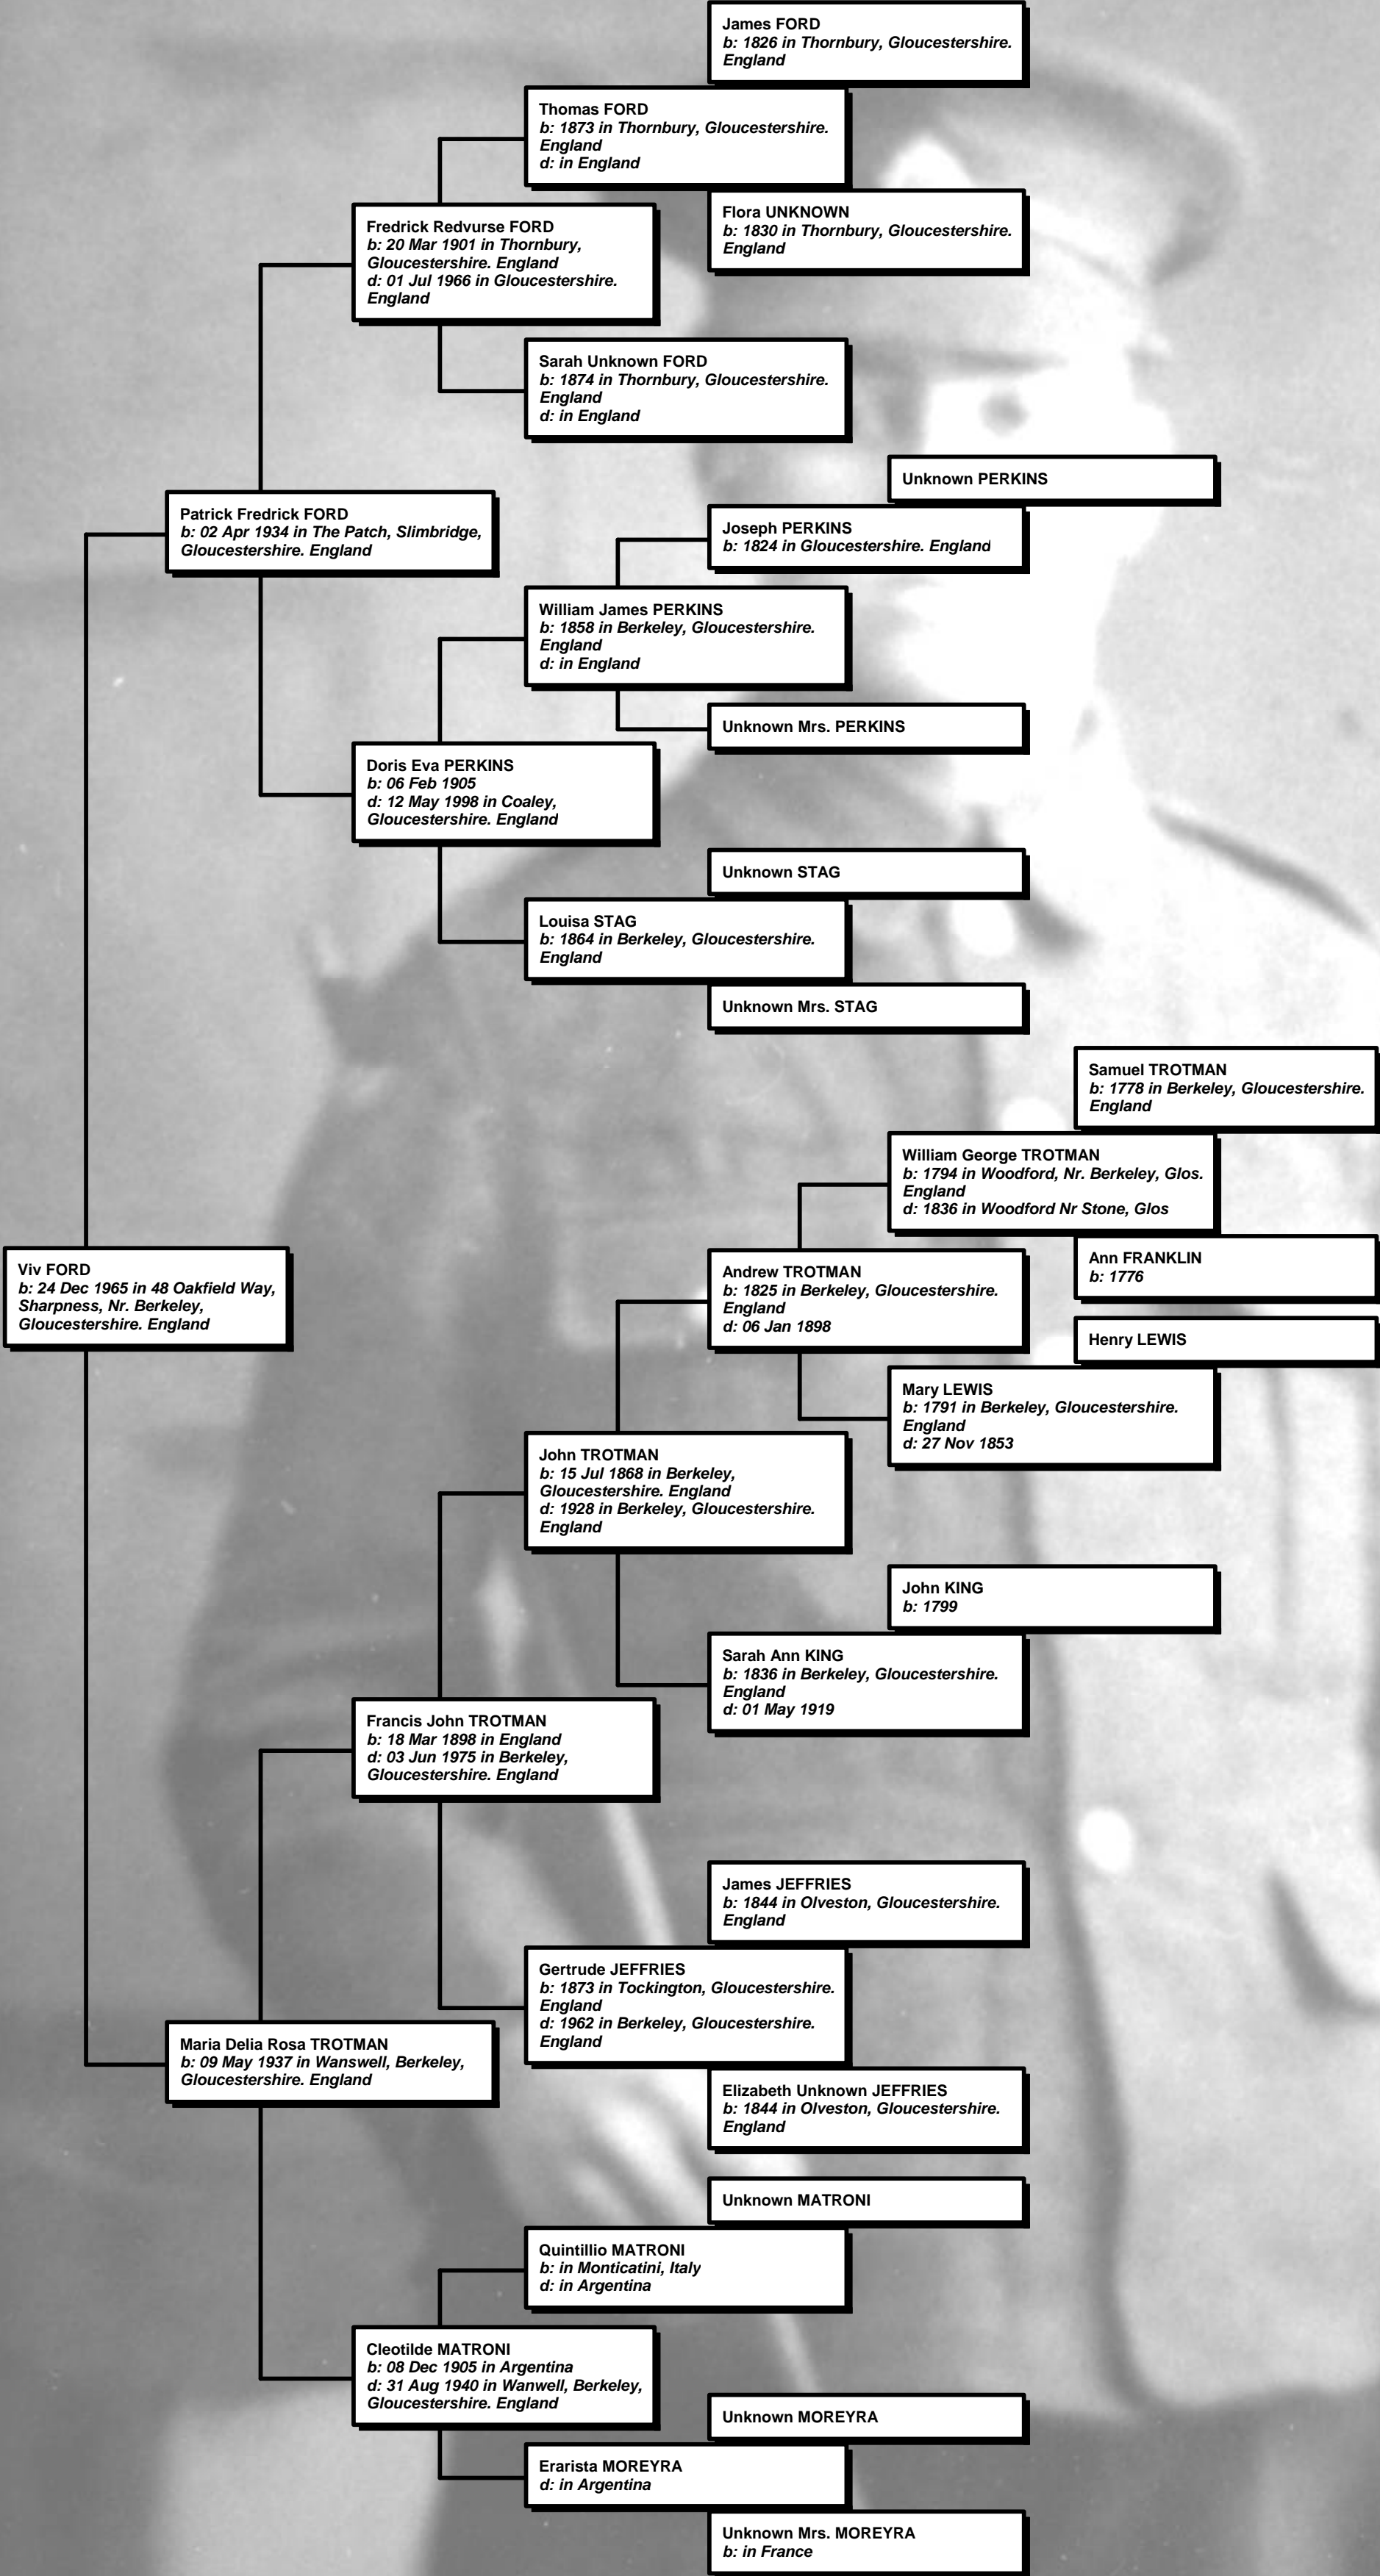 James FORD
b: 1826 in Thornbury, Gloucestershire.
England
Thomas FORD
b: 1873 in Thornbury, Gloucestershire.
England
d: in England
Flora UNKNOWN
b: 1830 in Thornbury, Gloucestershire.
England
Fredrick Redvurse FORD
b: 20 Mar 1901 in Thornbury,
Gloucestershire. England
d: 01 Jul 1966 in Gloucestershire.
England
Sarah Unknown FORD
b: 1874 in Thornbury, Gloucestershire.
England
d: in England
Unknown PERKINS
Patrick Fredrick FORD
b: 02 Apr 1934 in The Patch, Slimbridge,
Gloucestershire. England
Joseph PERKINS
b: 1824 in Gloucestershire. England
William James PERKINS
b: 1858 in Berkeley, Gloucestershire.
England
d: in England
Unknown Mrs. PERKINS
Doris Eva PERKINS
b: 06 Feb 1905
d: 12 May 1998 in Coaley,
Gloucestershire. England
Unknown STAG
Louisa STAG
b: 1864 in Berkeley, Gloucestershire.
England
Unknown Mrs. STAG
Samuel TROTMAN
b: 1778 in Berkeley, Gloucestershire.
England
William George TROTMAN
b: 1794 in Woodford, Nr. Berkeley, Glos.
England
d: 1836 in Woodford Nr Stone, Glos
Viv FORD
b: 24 Dec 1965 in 48 Oakfield Way,
Sharpness, Nr. Berkeley,
Gloucestershire. England
Ann FRANKLIN
b: 1776
Andrew TROTMAN
b: 1825 in Berkeley, Gloucestershire.
England
d: 06 Jan 1898
Henry LEWIS
Mary LEWIS
b: 1791 in Berkeley, Gloucestershire.
England
d: 27 Nov 1853
John TROTMAN
b: 15 Jul 1868 in Berkeley,
Gloucestershire. England
d: 1928 in Berkeley, Gloucestershire.
England
John KING
b: 1799
Sarah Ann KING
b: 1836 in Berkeley, Gloucestershire.
England
d: 01 May 1919
Francis John TROTMAN
b: 18 Mar 1898 in England
d: 03 Jun 1975 in Berkeley,
Gloucestershire. England
James JEFFRIES
b: 1844 in Olveston, Gloucestershire.
England
Gertrude JEFFRIES
b: 1873 in Tockington, Gloucestershire.
England
d: 1962 in Berkeley, Gloucestershire.
England
Maria Delia Rosa TROTMAN
b: 09 May 1937 in Wanswell, Berkeley,
Gloucestershire. England
Elizabeth Unknown JEFFRIES
b: 1844 in Olveston, Gloucestershire.
England
Unknown MATRONI
Quintillio MATRONI
b: in Monticatini, Italy
d: in Argentina
Cleotilde MATRONI
b: 08 Dec 1905 in Argentina
d: 31 Aug 1940 in Wanwell, Berkeley,
Gloucestershire. England
Unknown MOREYRA
Erarista MOREYRA
d: in Argentina
Unknown Mrs. MOREYRA
b: in France